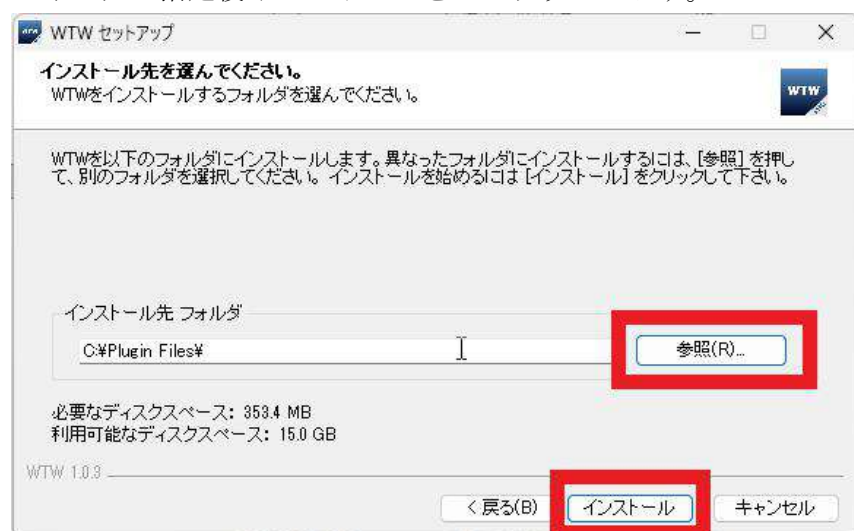 WTW セットアップ
インストール先を選んでください。
WTWをインストールするフォルダを選んでください。
WTW
WTWを以下のフォルダにインストールします。異なったフォルダにインストールするには、[参照] を押し
て、別のフォルダを選択してください。 インストールを始めるには [インストール] をクリックして下さい。
インストール先 フォルダ
C:¥Plugin Files¥
参照(R)...
必要なディスクスペース: 353.4 MB
利用可能なディスクスペース: 15.0 GB
WTW 1.0.3
< 戻る(B)
インストール
キャンセル